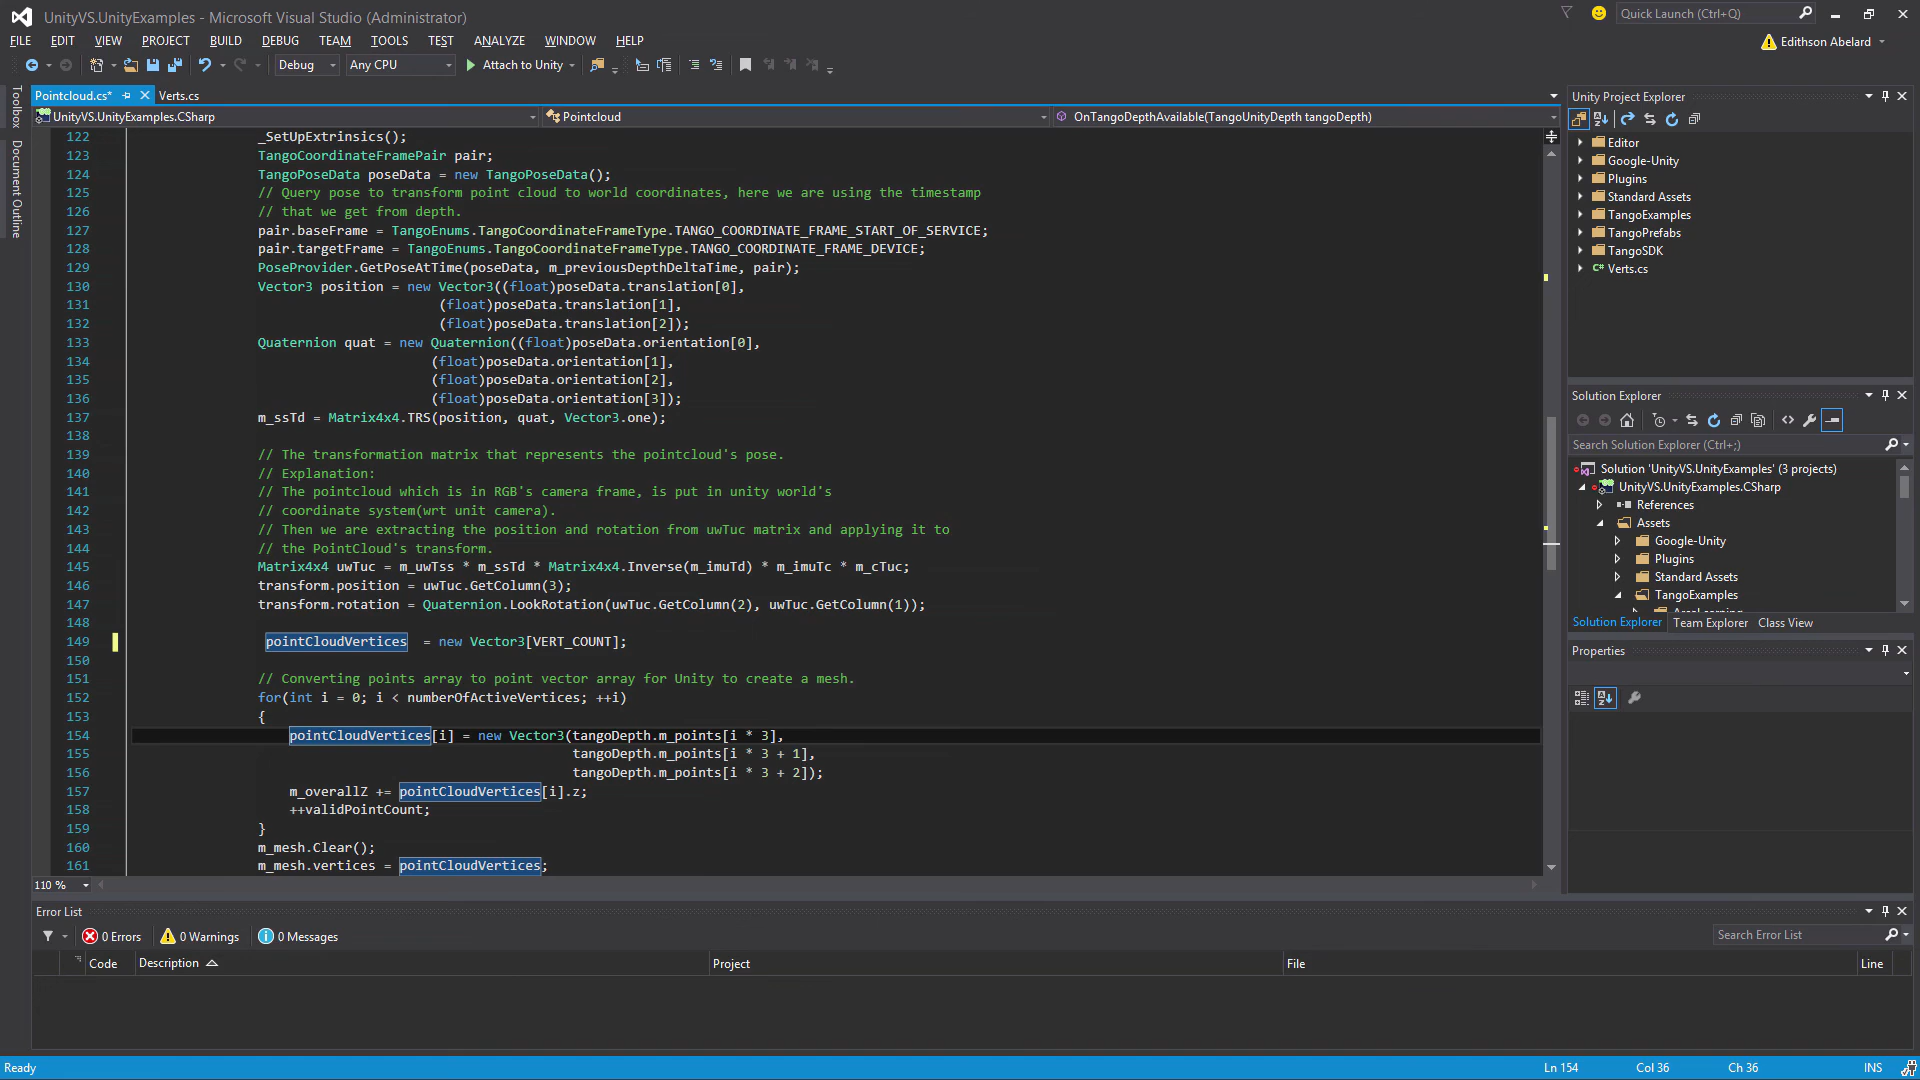 UnityVS.UnityExamples - Microsoft Visual Studio (Administrator)
Quick Launch (Ctrl+Q)
FILE EDIT VIEW PROJECT BUILD DEBUG TEAM TOOLS TEST ANALYZE WINDOW HELP
Edithson Abelard
Debug Any CPU Attach to Unity
Toolbox
Document Outline
Pointcloud.cs* Verts.cs
UnityVS.UnityExamples.CSharp Pointcloud OnTangoDepthAvailable(TangoUnityDepth tangoDepth)
122 _SetUpExtrinsics();
123 TangoCoordinateFramePair pair;
124 TangoPoseData poseData = new TangoPoseData();
125 // Query pose to transform point cloud to world coordinates, here we are using the timestamp
126 // that we get from depth.
127 pair.baseFrame = TangoEnums.TangoCoordinateFrameType.TANGO_COORDINATE_FRAME_START_OF_SERVICE;
128 pair.targetFrame = TangoEnums.TangoCoordinateFrameType.TANGO_COORDINATE_FRAME_DEVICE;
129 PoseProvider.GetPoseAtTime(poseData, m_previousDepthDeltaTime, pair);
130 Vector3 position = new Vector3((float)poseData.translation[0],
131 (float)poseData.translation[1],
132 (float)poseData.translation[2]);
133 Quaternion quat = new Quaternion((float)poseData.orientation[0],
134 (float)poseData.orientation[1],
135 (float)poseData.orientation[2],
136 (float)poseData.orientation[3]);
137 m_ssTd = Matrix4x4.TRS(position, quat, Vector3.one);
138
139 // The transformation matrix that represents the pointcloud's pose.
140 // Explanation:
141 // The pointcloud which is in RGB's camera frame, is put in unity world's
142 // coordinate system(wrt unit camera).
143 // Then we are extracting the position and rotation from uwTuc matrix and applying it to
144 // the PointCloud's transform.
145 Matrix4x4 uwTuc = m_uwTss * m_ssTd * Matrix4x4.Inverse(m_imuTd) * m_imuTc * m_cTuc;
146 transform.position = uwTuc.GetColumn(3);
147 transform.rotation = Quaternion.LookRotation(uwTuc.GetColumn(2), uwTuc.GetColumn(1));
148
149 pointCloudVertices = new Vector3[VERT_COUNT];
150
151 // Converting points array to point vector array for Unity to create a mesh.
152 for(int i = 0; i < numberOfActiveVertices; ++i)
153 {
154 pointCloudVertices[i] = new Vector3(tangoDepth.m_points[i * 3],
155 tangoDepth.m_points[i * 3 + 1],
156 tangoDepth.m_points[i * 3 + 2]);
157 m_overallZ += pointCloudVertices[i].z;
158 ++validPointCount;
159 }
160 m_mesh.Clear();
161 m_mesh.vertices = pointCloudVertices;
110 %
Unity Project Explorer
Editor
Google-Unity
Plugins
Standard Assets
TangoExamples
TangoPrefabs
TangoSDK
C# Verts.cs
Solution Explorer
Search Solution Explorer (Ctrl+;)
Solution 'UnityVS.UnityExamples' (3 projects)
UnityVS.UnityExamples.CSharp
References
Assets
Google-Unity
Plugins
Standard Assets
TangoExamples
Solution Explorer Team Explorer Class View
Properties
Error List
0 Errors 0 Warnings 0 Messages
Search Error List
Code Description Project File Line
Ready Ln 154 Col 36 Ch 36 INS